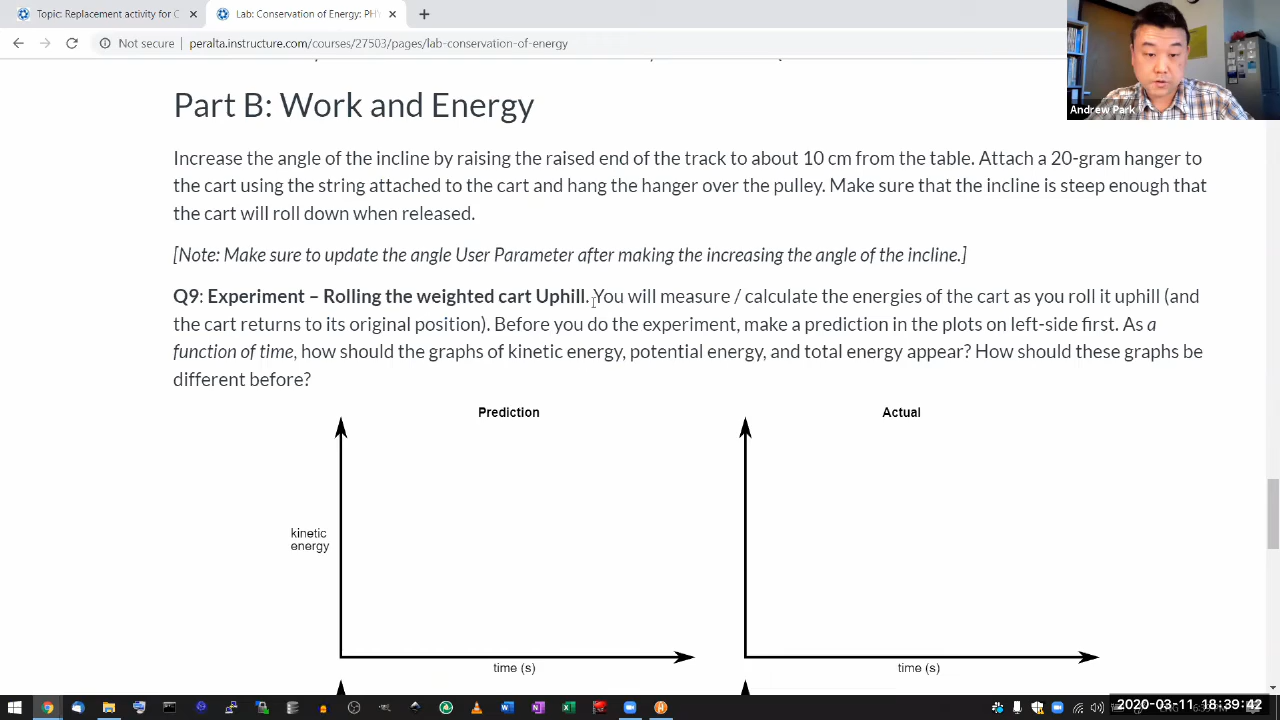 Topic: Replacement activity for C
Lab: Conservation of Energy: PHY
Not secure
peralta.instructure.com/courses/27503/pages/lab-conservation-of-energy
Andrew Park
Part B: Work and Energy
Increase the angle of the incline by raising the raised end of the track to about 10 cm from the table. Attach a 20-gram hanger to
the cart using the string attached to the cart and hang the hanger over the pulley. Make sure that the incline is steep enough that
the cart will roll down when released.
[Note: Make sure to update the angle User Parameter after making the increasing the angle of the incline.]
Q9: Experiment – Rolling the weighted cart Uphill. You will measure / calculate the energies of the cart as you roll it uphill (and
the cart returns to its original position). Before you do the experiment, make a prediction in the plots on left-side first. As a
function of time, how should the graphs of kinetic energy, potential energy, and total energy appear? How should these graphs be
different before?
Prediction
Actual
kinetic
energy
time (s)
time (s)
2020-03-11 18:39:42